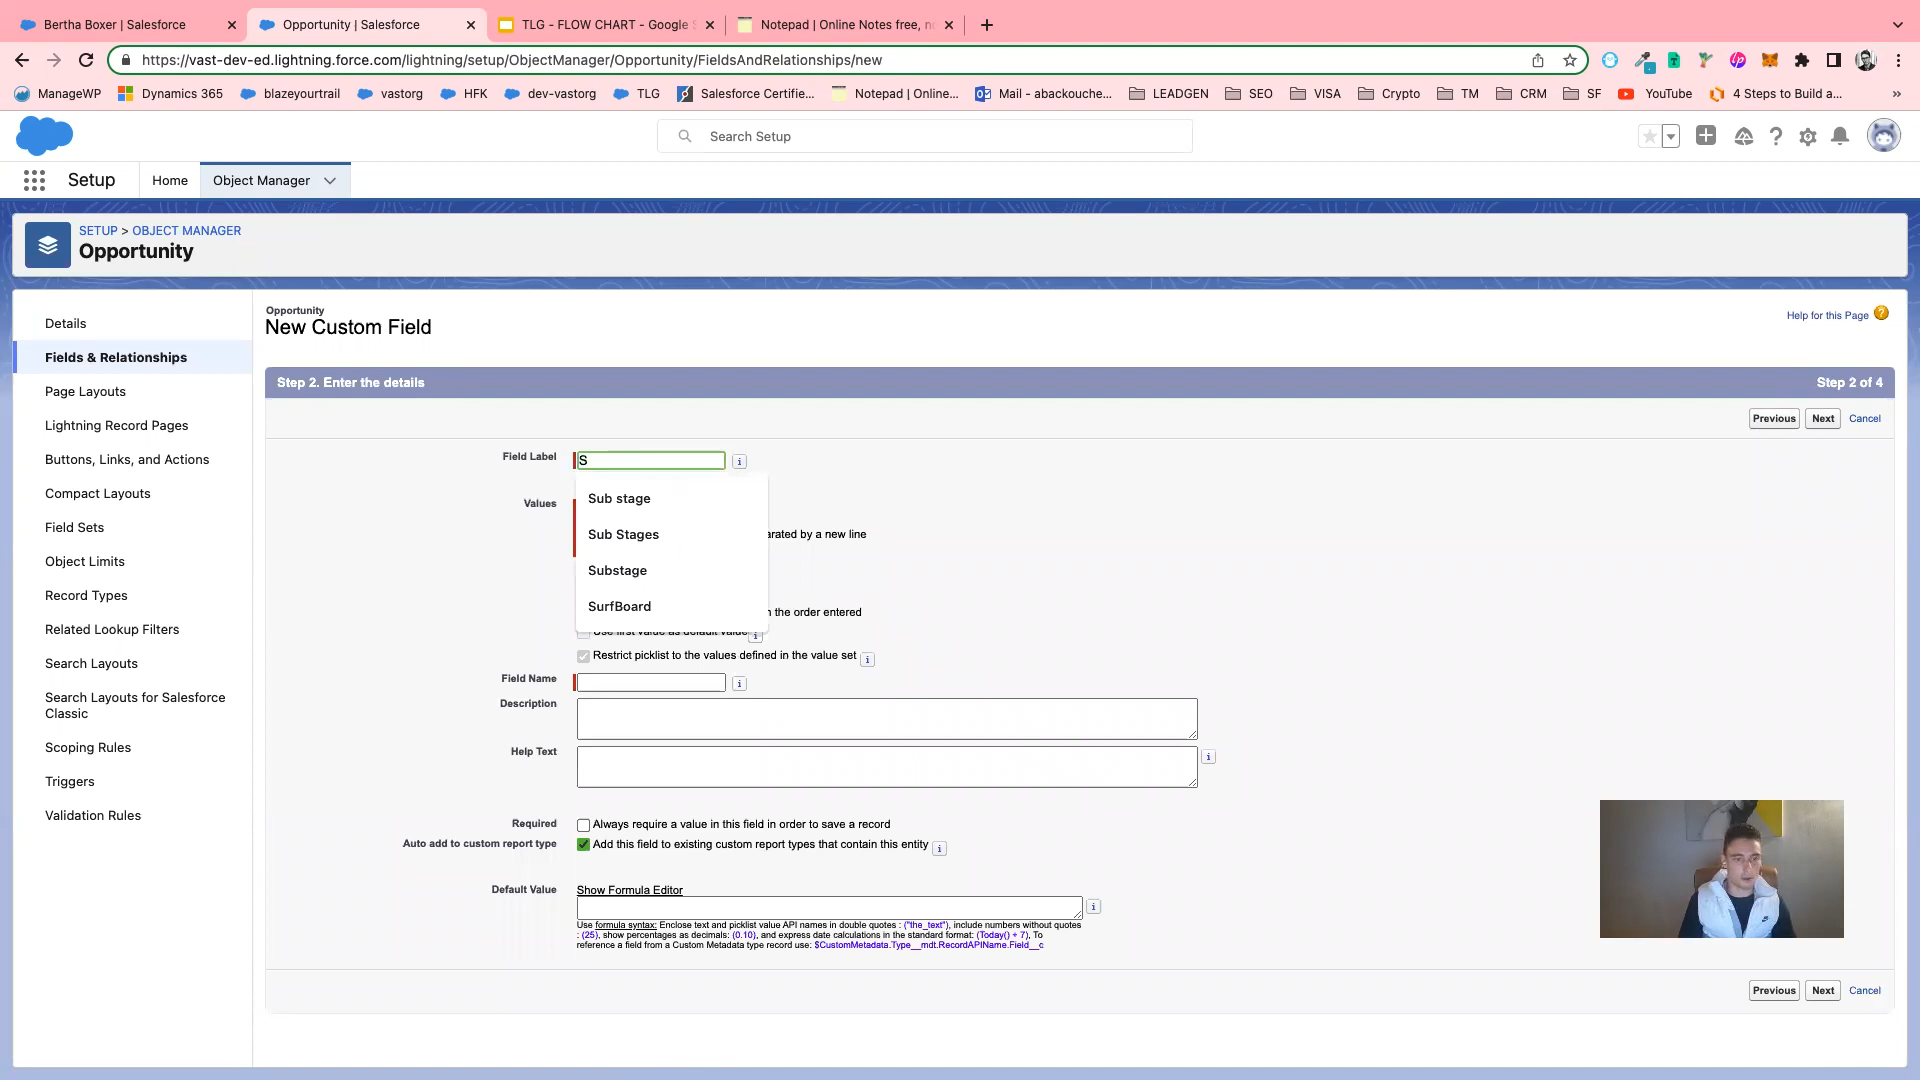 Bertha Boxer | Salesforce
Opportunity | Salesforce
TLG - FLOW CHART - Google S
Notepad | Online Notes free, n
https://vast-dev-ed.lightning.force.com/lightning/setup/ObjectManager/Opportunity/FieldsAndRelationships/new
ManageWP
Dynamics 365
blazeyourtrail
vastorg
HFK
dev-vastorg
TLG
Salesforce Certifie...
Notepad | Online...
Mail - abackouche...
LEADGEN
SEO
VISA
Crypto
TM
CRM
SF
YouTube
4 Steps to Build a...
»
Search Setup
Setup
Home
Object Manager
SETUP > OBJECT MANAGER
Opportunity
Details
Fields & Relationships
Page Layouts
Lightning Record Pages
Buttons, Links, and Actions
Compact Layouts
Field Sets
Object Limits
Record Types
Related Lookup Filters
Search Layouts
Search Layouts for Salesforce
Classic
Scoping Rules
Triggers
Validation Rules
Opportunity
New Custom Field
Help for this Page
Step 2. Enter the details
Step 2 of 4
Previous
Next
Cancel
Field Label
S
Sub stage
Sub Stages
Substage
SurfBoard
Values
arated by a new line
the order entered
Use first value as default value
Restrict picklist to the values defined in the value set
Field Name
Description
Help Text
Required
Always require a value in this field in order to save a record
Auto add to custom report type
Add this field to existing custom report types that contain this entity
Default Value
Show Formula Editor
Use formula syntax: Enclose text and picklist value API names in double quotes : ("the_text"), include numbers without quotes
: (25), show percentages as decimals: (0.10), and express date calculations in the standard format: (Today() + 7), To
reference a field from a Custom Metadata type record use: $CustomMetadata.Type__mdt.RecordAPIName.Field__c
Previous
Next
Cancel